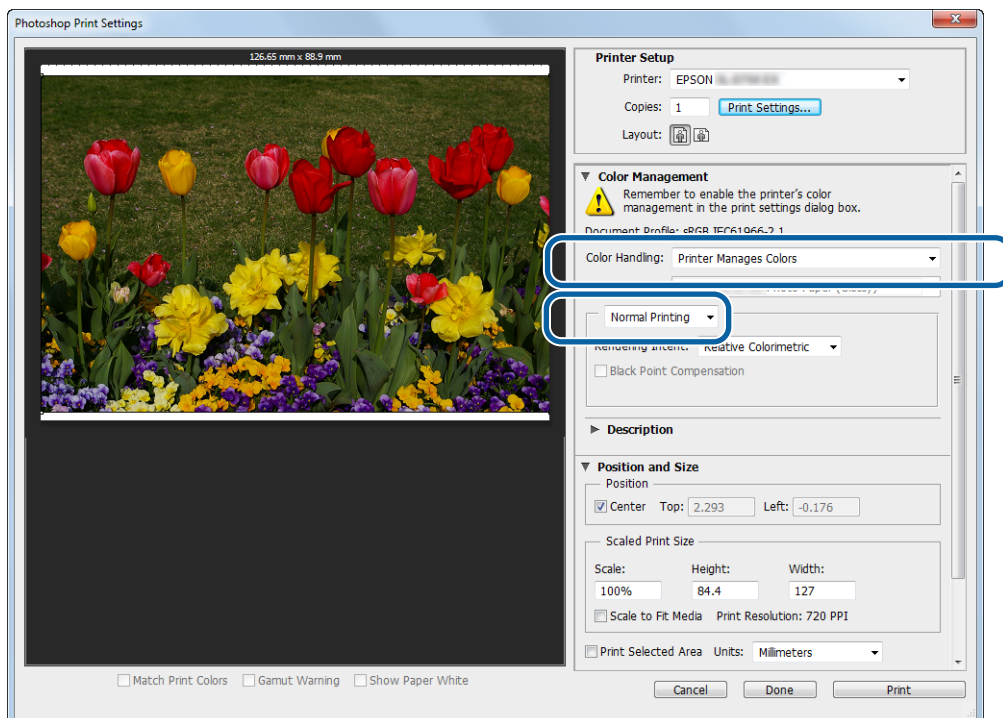 Photoshop Print Settings
126.65 mm x 88.9 mm
Printer Setup
Printer: EPSON
Copies: 1 Print Settings...
Layout:
Color Management
Remember to enable the printer's color
management in the print settings dialog box.
Document Profile: sRGB IEC61966-2.1
Color Handling: Printer Manages Colors
Normal Printing
Rendering Intent: Relative Colorimetric
Black Point Compensation
Description
Position and Size
Position
Center Top: 2.293 Left: -0.176
Scaled Print Size
Scale: Height: Width:
100% 84.4 127
Scale to Fit Media Print Resolution: 720 PPI
Print Selected Area Units: Millimeters
Match Print Colors Gamut Warning Show Paper White
Cancel Done Print